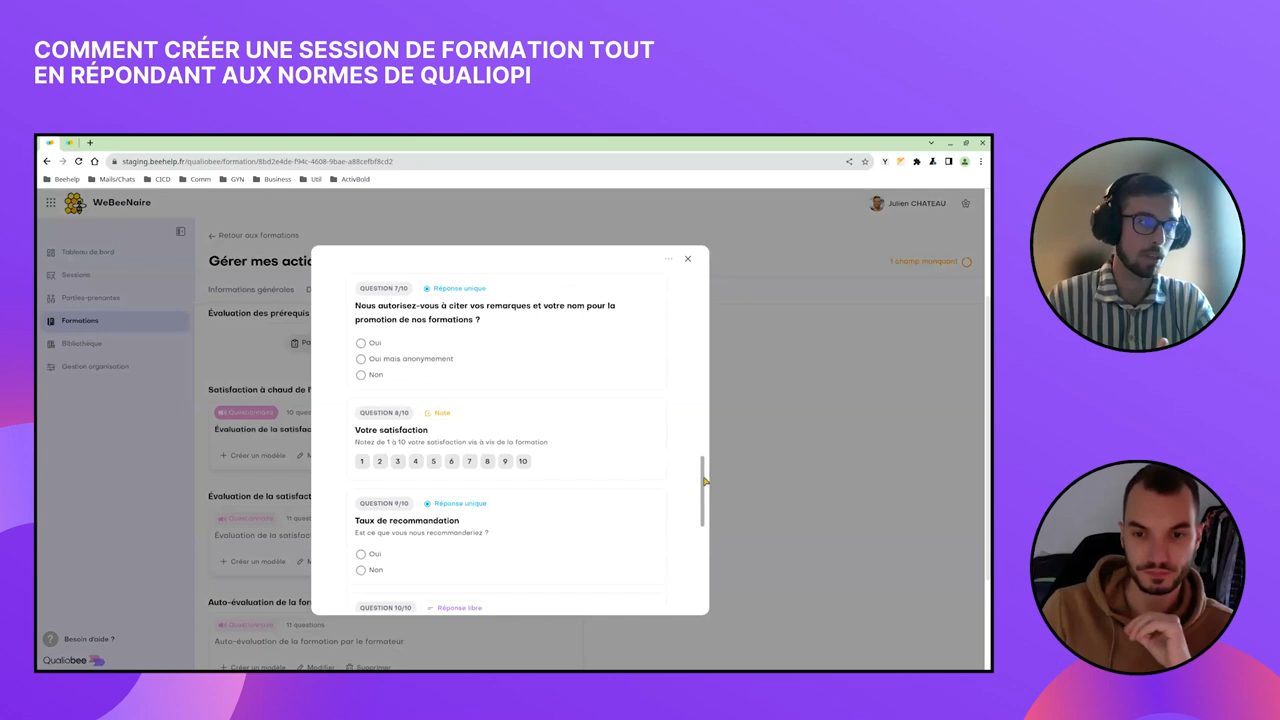 COMMENT CRÉER UNE SESSION DE FORMATION TOUT
EN RÉPONDANT AUX NORMES DE QUALIOPI
staging.beehelp.fr/qualiobee/formation/8bd2e4de-f94c-4608-9bae-a88cefbf8cd2
Beehelp Mails/Chats CICD Comm GYN Business Util ActivBold
WeBeeNaire
Julien CHATEAU
Tableau de bord
Sessions
Parties-prenantes
Formations
Bibliothèque
Gestion organisation
Besoin d'aide ?
Qualiobee
Retour aux formations
Gérer mes actic
1 champ manquant
Informations générales D
Évaluation des prérequis
Pa
Satisfaction à chaud de l'
Questionnaire 10 ques
Évaluation de la satisfac
Créer un modèle M
Évaluation de la satisfact
Questionnaire 11 quest
Évaluation de la satisfact
Créer un modèle M
Auto-évaluation de la for
Questionnaire 11 questions
Auto-évaluation de la formation par le formateur
Créer un modèle Modifier Supprimer
QUESTION 7/10 Réponse unique
Nous autorisez-vous à citer vos remarques et votre nom pour la
promotion de nos formations ?
Oui
Oui mais anonymement
Non
QUESTION 8/10 Note
Votre satisfaction
Notez de 1 à 10 votre satisfaction vis à vis de la formation
1 2 3 4 5 6 7 8 9 10
QUESTION 9/10 Réponse unique
Taux de recommandation
Est ce que vous nous recommanderiez ?
Oui
Non
QUESTION 10/10 Réponse libre